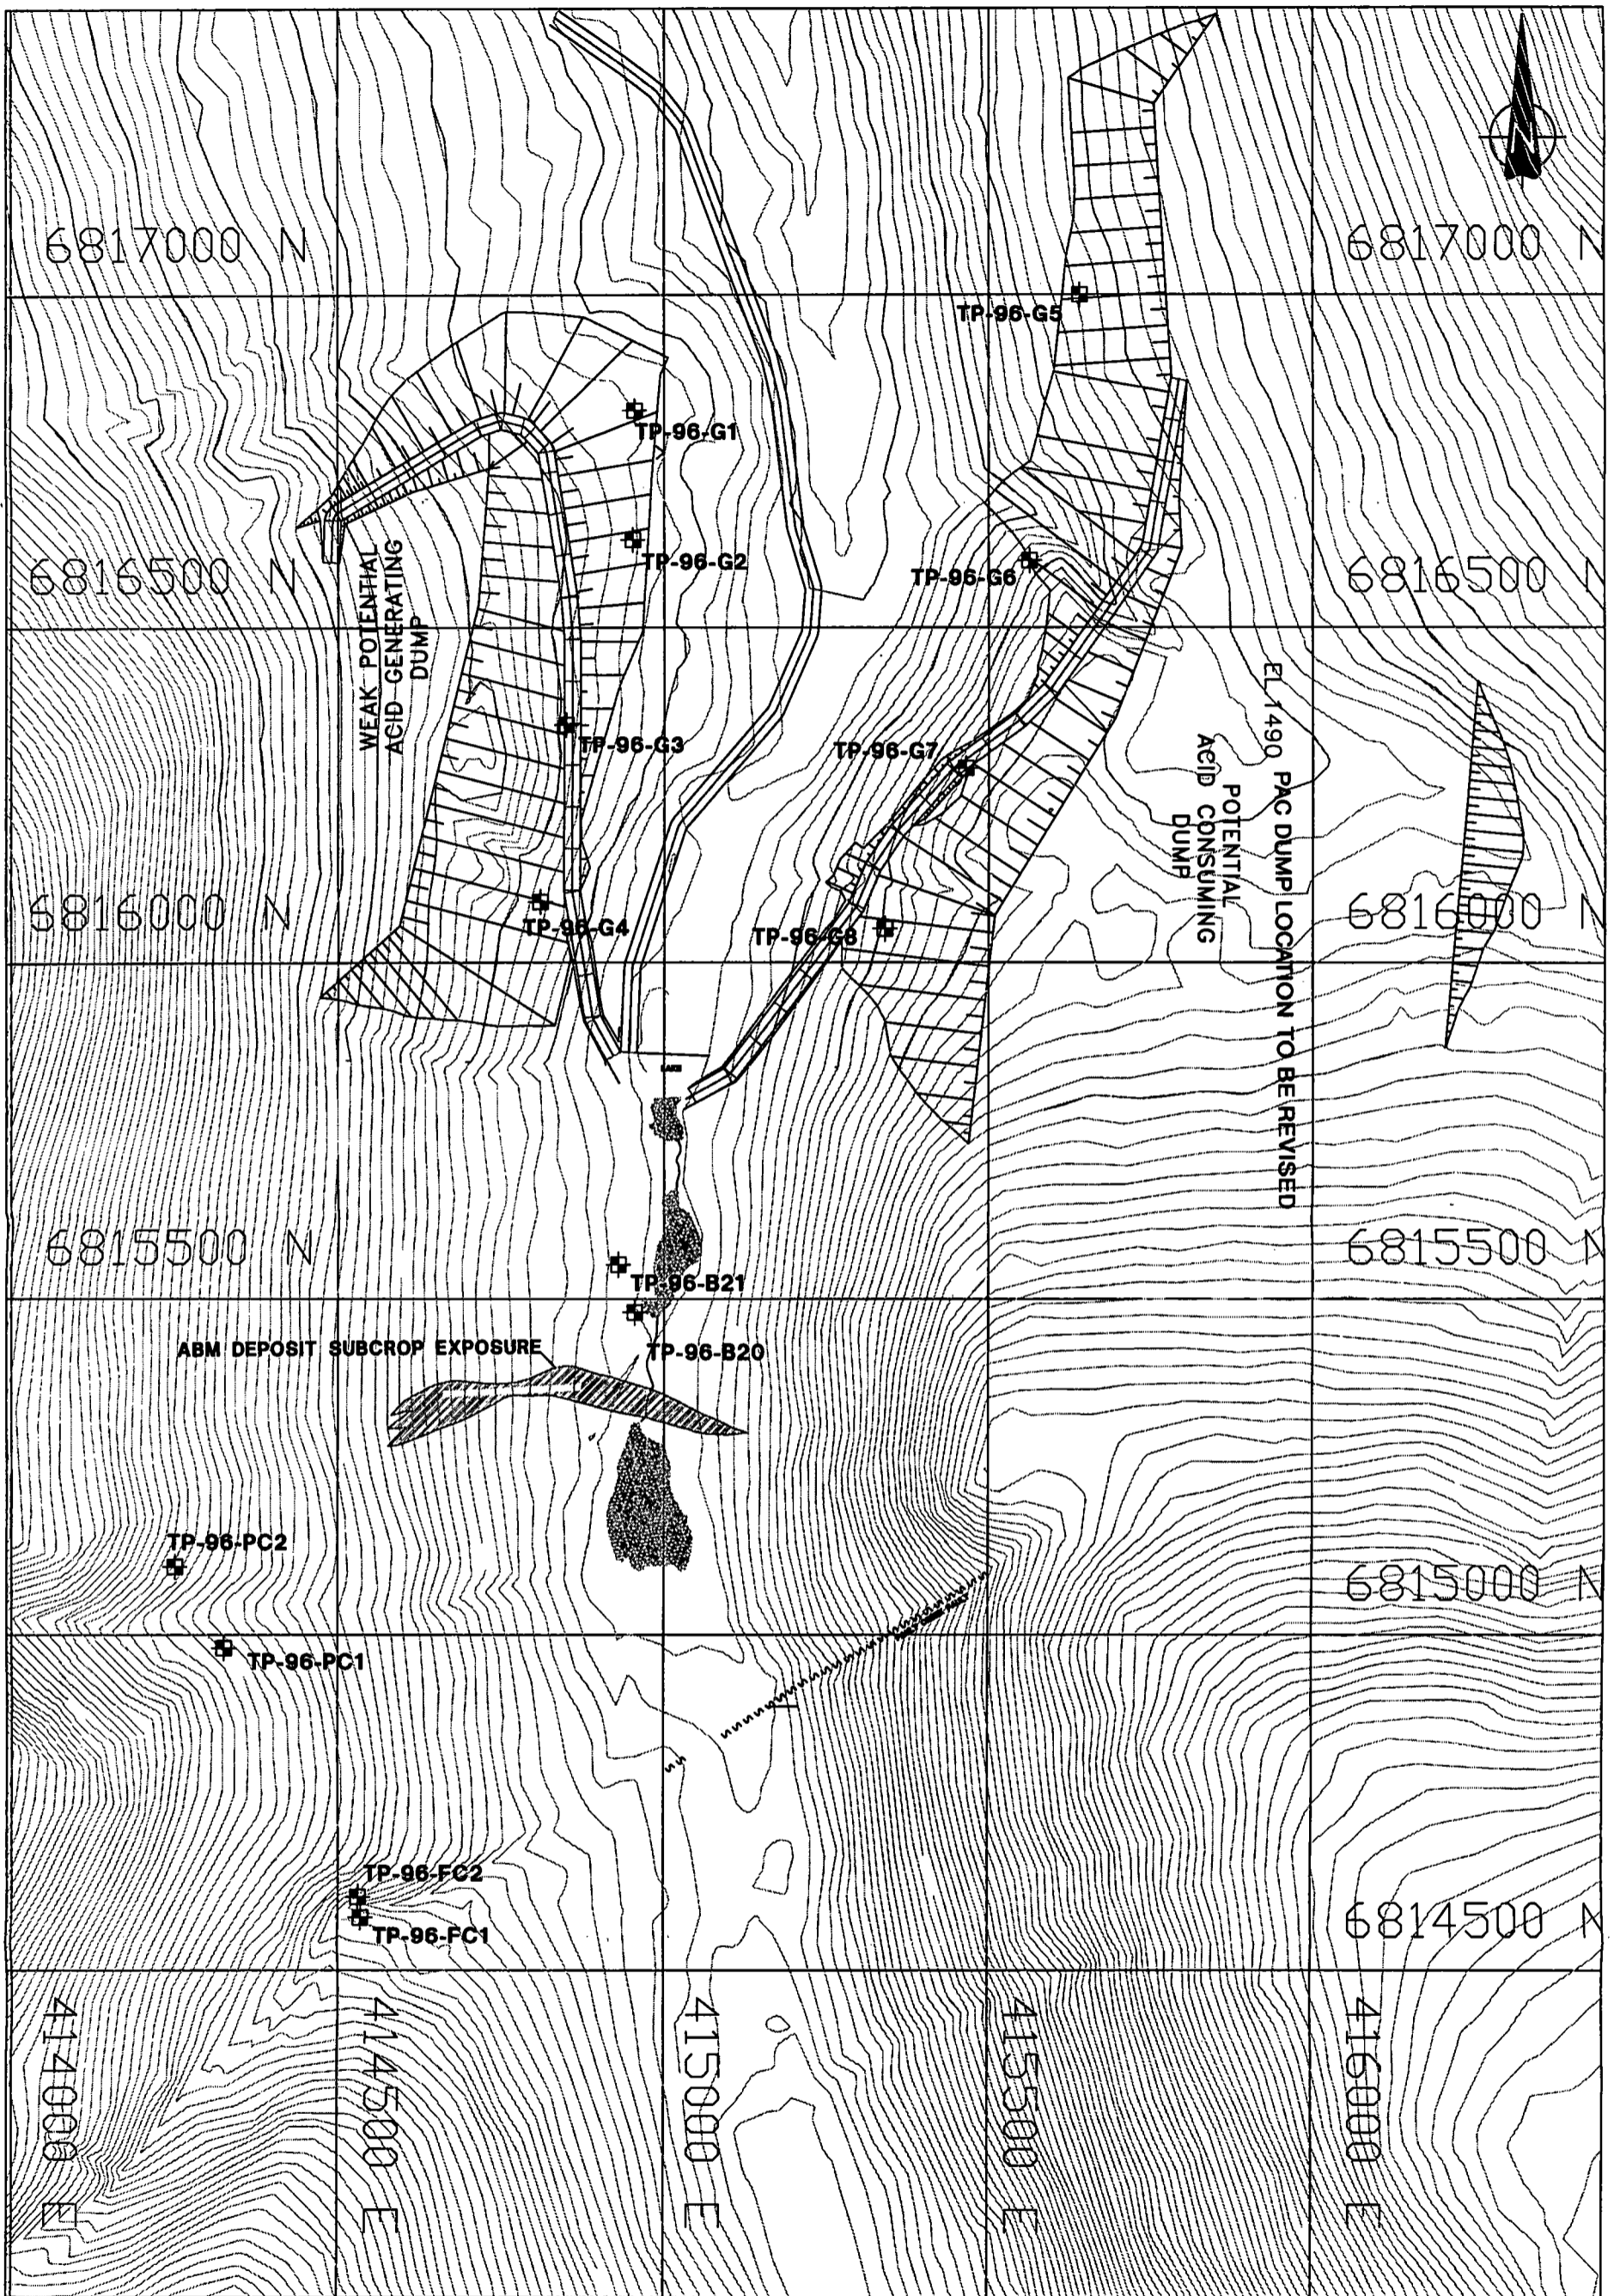 6817000 N
6817000 N
TP-96-G5
TP-96-G1
TP-96-G2
TP-96-G6
6816500 N
6816500 N
WEAK POTENTIAL
ACID GENERATING
DUMP
TP-96-G3
TP-96-G7
EL 1490
PAC DUMP LOCATION TO BE REVISED
POTENTIAL
ACID CONSUMING
DUMP
6816000 N
6816000 N
TP-96-G4
TP-96-G8
LAKE
6815500 N
6815500 N
TP-96-B21
TP-96-B20
ABM DEPOSIT SUBCROP EXPOSURE
TP-96-PC2
6815000 N
TP-96-PC1
TP-96-FC2
TP-96-FC1
6814500 N
414000 E
414500 E
415000 E
415500 E
416000 E